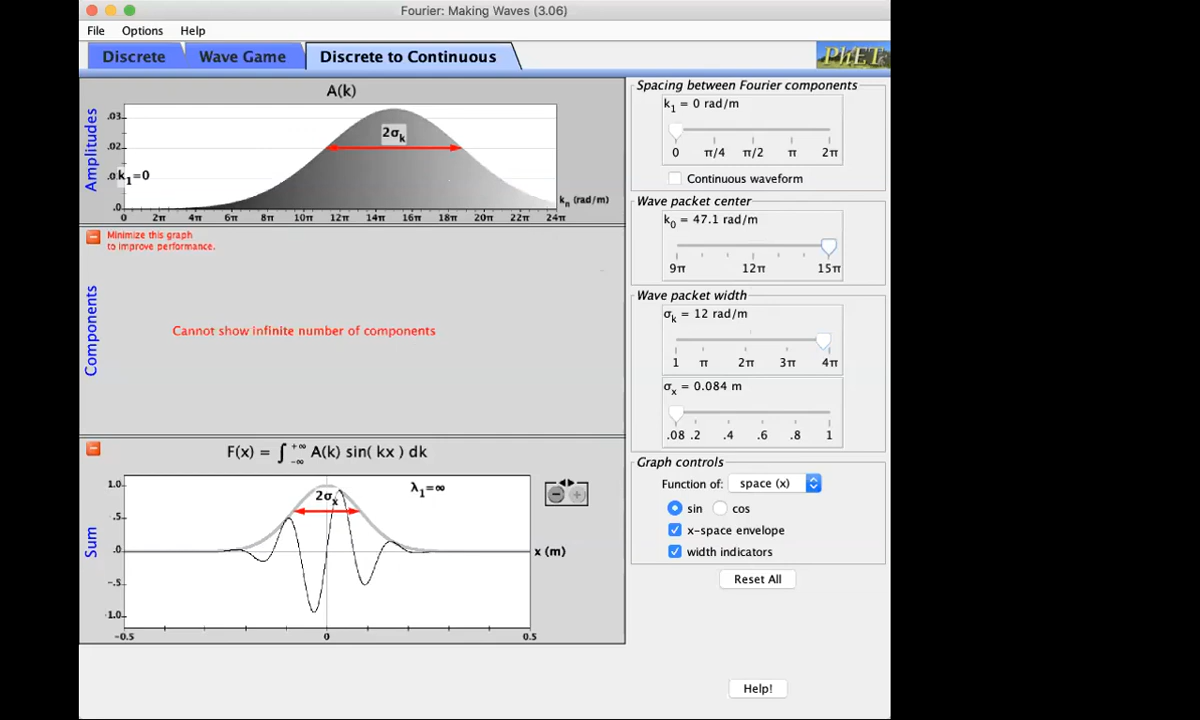 Fourier: Making Waves (3.06)
File Options Help
Discrete Wave Game Discrete to Continuous
PhET
A(k)
Amplitudes
.03
.02
.0
.0
k₁=0
2σₖ
0 2π 4π 6π 8π 10π 12π 14π 16π 18π 20π 22π 24π
kₙ (rad/m)
Minimize this graph
to improve performance.
Components
Cannot show infinite number of components
F(x) = ∫ +∞ −∞ A(k) sin( kx ) dk
Sum
1.0
.5
.0
-.5
-1.0
2σₓ
λ₁=∞
x (m)
-0.5 0 0.5
Spacing between Fourier components
k₁ = 0 rad/m
0 π/4 π/2 π 2π
Continuous waveform
Wave packet center
k₀ = 47.1 rad/m
9π 12π 15π
Wave packet width
σₖ = 12 rad/m
1 π 2π 3π 4π
σₓ = 0.084 m
.08 .2 .4 .6 .8 1
Graph controls
Function of: space (x)
sin cos
x-space envelope
width indicators
Reset All
Help!